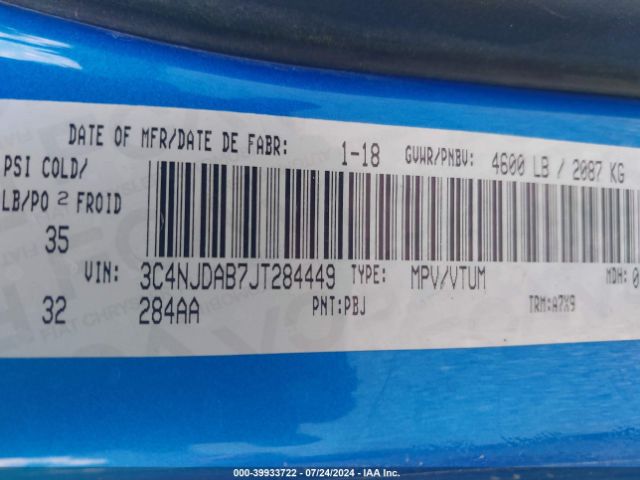 DATE OF MFR/DATE DE FABR: 1-18 GVWR/PNBV: 4600 LB / 2087 KG
PSI COLD/
LB/PO 2 FROID
35
VIN: 3C4NJDAB7JT284449 TYPE: MPV/VTUM MDH: 0
32 284AA PNT:PBJ TRM:A7X9
000-39933722 - 07/24/2024 - IAA Inc.